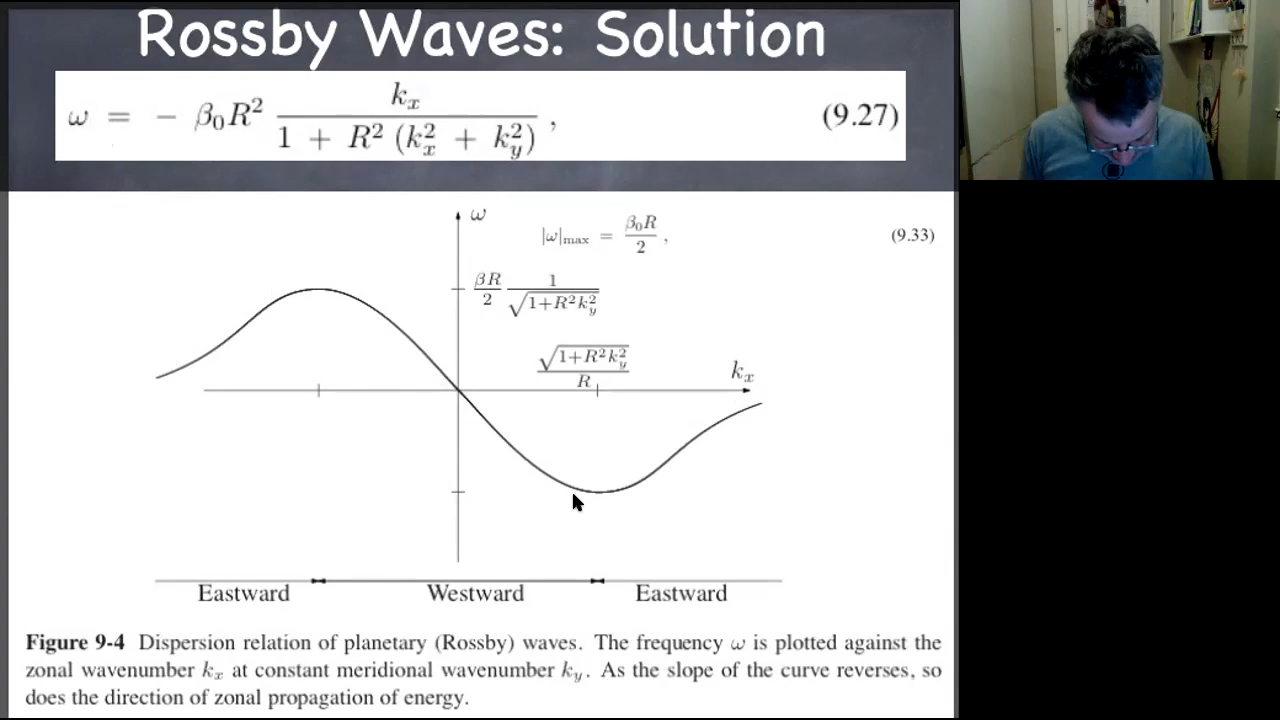 Rossby Waves: Solution
ω = − β₀R² kₓ / 1 + R² (kₓ² + k_y²) , (9.27)
ω
|ω|max = β₀R / 2 , (9.33)
βR / 2 1 / √1+R²k_y²
√1+R²k_y² / R
kₓ
Eastward Westward Eastward
Figure 9-4 Dispersion relation of planetary (Rossby) waves. The frequency ω is plotted against the
zonal wavenumber kₓ at constant meridional wavenumber k_y. As the slope of the curve reverses, so
does the direction of zonal propagation of energy.